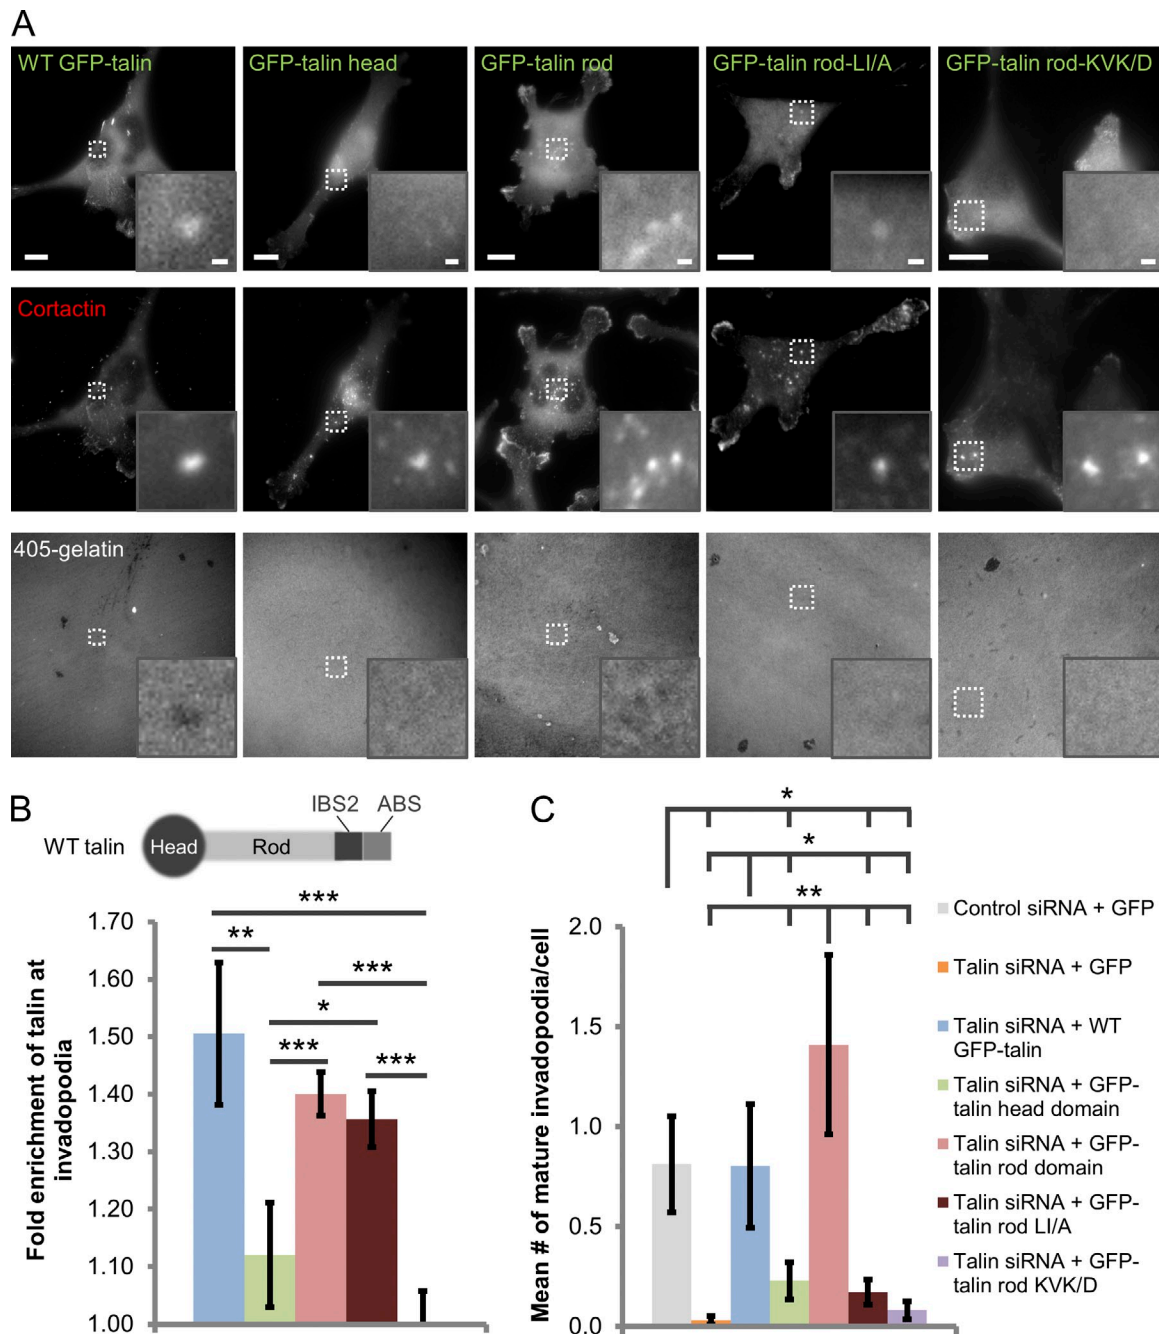 A
WT GFP-talin
GFP-talin head
GFP-talin rod
GFP-talin rod-LI/A
GFP-talin rod-KVK/D
Cortactin
405-gelatin
B
IBS2
ABS
WT talin
Head
Rod
***
**
***
*
***
***
1.70
1.60
1.50
1.40
1.30
1.20
1.10
1.00
Fold enrichment of talin at
invadopodia
C
*
*
**
2.0
1.5
1.0
0.5
0.0
Mean # of mature invadopodia/cell
Control siRNA + GFP
Talin siRNA + GFP
Talin siRNA + WT
GFP-talin
Talin siRNA + GFP-
talin head domain
Talin siRNA + GFP-
talin rod domain
Talin siRNA + GFP-
talin rod LI/A
Talin siRNA + GFP-
talin rod KVK/D